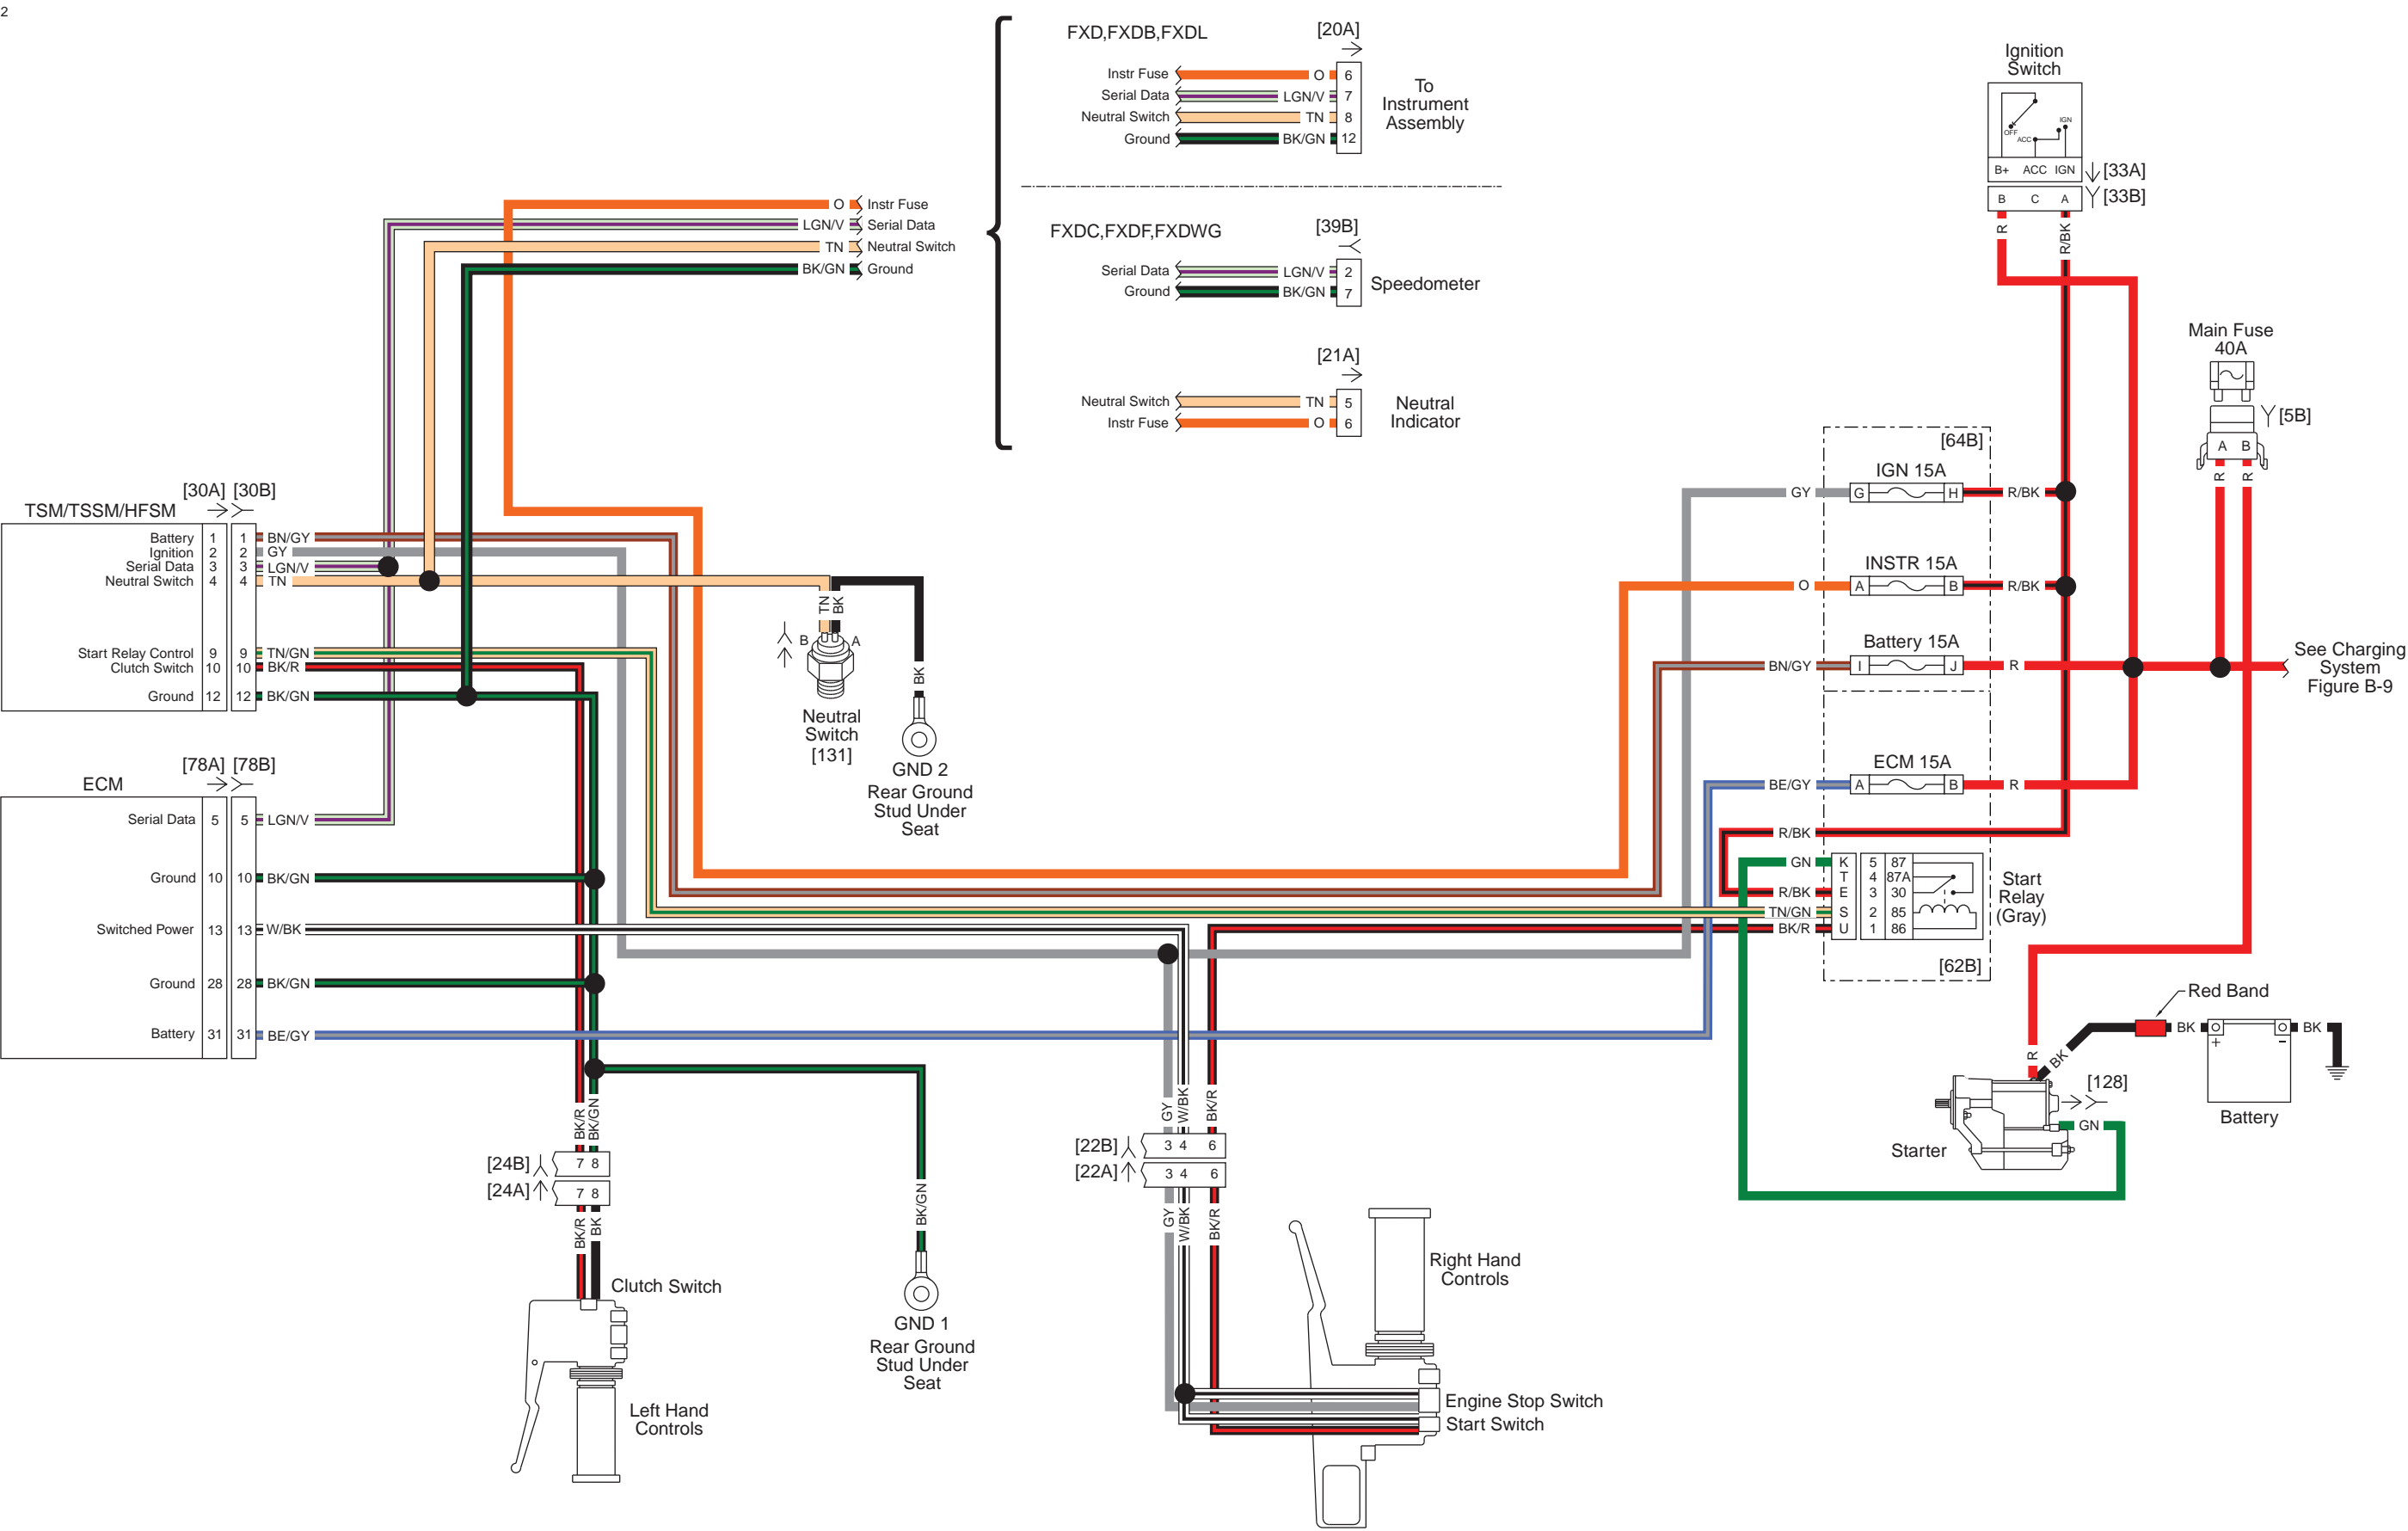 2
FXD,FXDB,FXDL
[20A]
Instr Fuse O 6
Serial Data LGN/V 7
Neutral Switch TN 8
Ground BK/GN 12
To
Instrument
Assembly
FXDC,FXDF,FXDWG
[39B]
Serial Data LGN/V 2
Ground BK/GN 7
Speedometer
[21A]
Neutral Switch TN 5
Instr Fuse O 6
Neutral
Indicator
O Instr Fuse
LGN/V Serial Data
TN Neutral Switch
BK/GN Ground
Ignition
Switch
OFF
ACC
IGN
B+ ACC IGN
[33A]
B C A
[33B]
R
R/BK
Main Fuse
40A
[5B]
A B
R
R
[64B]
IGN 15A
GY G H R/BK
INSTR 15A
O A B R/BK
Battery 15A
BN/GY I J R
See Charging
System
Figure B-9
ECM 15A
BE/GY A B R
R/BK
GN K 5 87
T 4 87A
R/BK E 3 30
TN/GN S 2 85
BK/R U 1 86
Start
Relay
(Gray)
[62B]
[30A] [30B]
TSM/TSSM/HFSM
Battery 1 1 BN/GY
Ignition 2 2 GY
Serial Data 3 3 LGN/V
Neutral Switch 4 4 TN
Start Relay Control 9 9 TN/GN
Clutch Switch 10 10 BK/R
Ground 12 12 BK/GN
TN
BK
B A
BK
Neutral
Switch
[131]
GND 2
Rear Ground
Stud Under
Seat
[78A] [78B]
ECM
Serial Data 5 5 LGN/V
Ground 10 10 BK/GN
Switched Power 13 13 W/BK
Ground 28 28 BK/GN
Battery 31 31 BE/GY
BK/R
BK/GN
[24B] 7 8
[24A] 7 8
BK/R
BK
Clutch Switch
Left Hand
Controls
BK/GN
GND 1
Rear Ground
Stud Under
Seat
GY
W/BK
BK/R
[22B] 3 4 6
[22A] 3 4 6
GY
W/BK
BK/R
Right Hand
Controls
Engine Stop Switch
Start Switch
Red Band
R
BK
BK
BK
+ -
Battery
[128]
GN
Starter